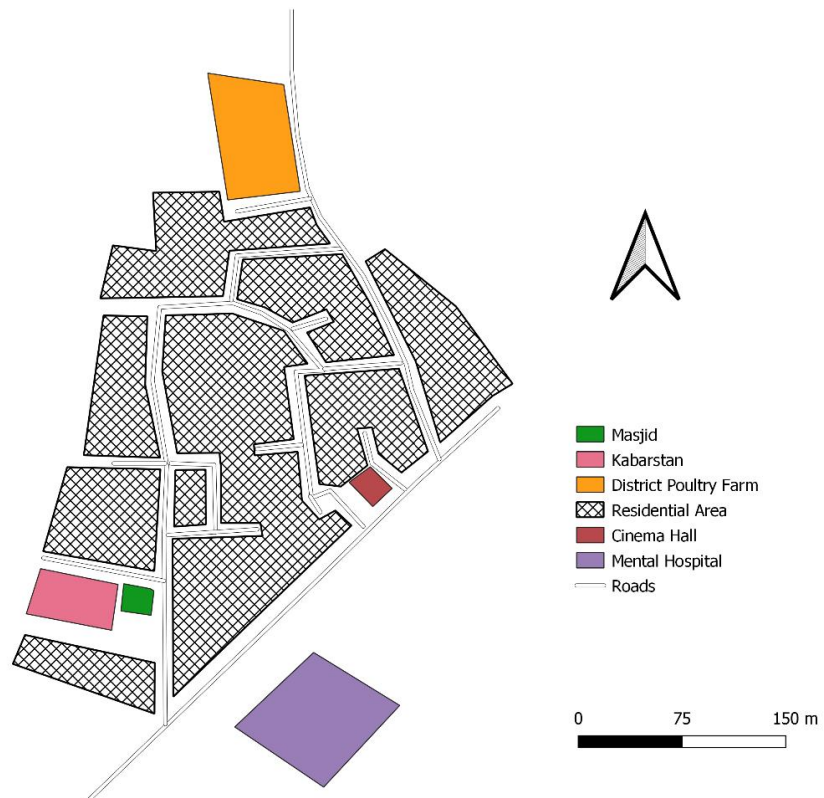 Masjid
Kabarstan
District Poultry Farm
Residential Area
Cinema Hall
Mental Hospital
Roads
0 75 150 m